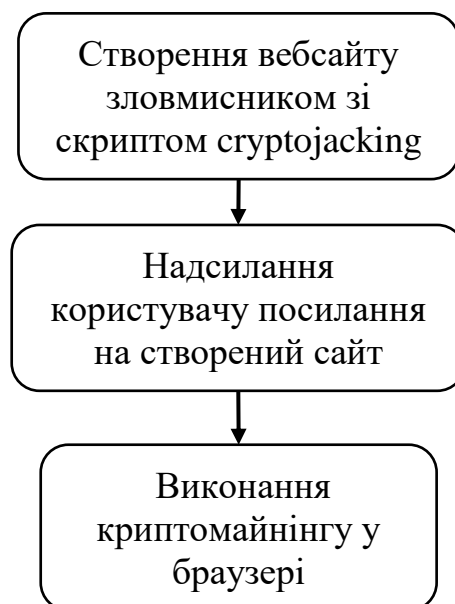 Створення вебсайту
зловмисником зі
скриптом cryptojacking
Надсилання
користувачу посилання
на створений сайт
Виконання
криптомайнінгу у
браузері